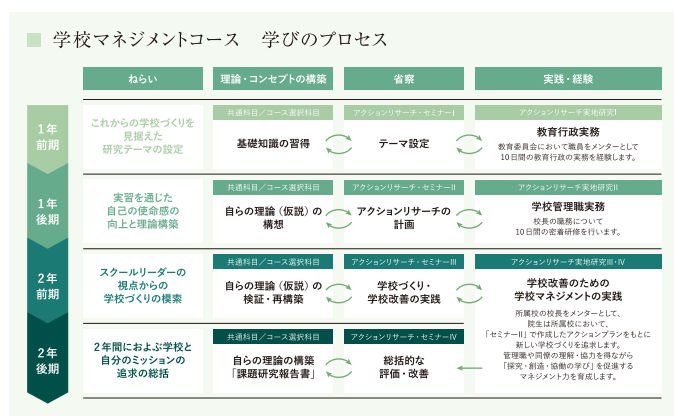 学校マネジメントコース　学びのプロセス
ねらい
理論・コンセプトの構築
省察
実践・経験
1年
前期
これからの学校づくりを
見据えた
研究テーマの設定
共通科目／コース選択科目
基礎知識の習得
アクションリサーチ・セミナーI
テーマ設定
アクションリサーチ実地研究I
教育行政実務
教育委員会において職員をメンターとして
10日間の教育行政の実務を経験します。
1年
後期
実習を通じた
自己の使命感の
向上と理論構築
共通科目／コース選択科目
自らの理論（仮説）の
構想
アクションリサーチ・セミナーII
アクションリサーチの
計画
アクションリサーチ実地研究II
学校管理職実務
校長の職務について
10日間の密着研修を行います。
2年
前期
スクールリーダーの
視点からの
学校づくりの模索
共通科目／コース選択科目
自らの理論（仮説）の
検証・再構築
アクションリサーチ・セミナーIII
学校づくり・
学校改善の実践
アクションリサーチ実地研究III・IV
学校改善のための
学校マネジメントの実践
所属校の校長をメンターとして、
院生は所属校において、
「セミナーII」で作成したアクションプランをもとに
新しい学校づくりを追求します。
管理職や同僚の理解・協力を得ながら
「探究・創造・協働の学び」を促進する
マネジメント力を育成します。
2年
後期
2年間におよぶ学校と
自分のミッションの
追求の総括
共通科目／コース選択科目
自らの理論の構築
「課題研究報告書」
アクションリサーチ・セミナーIV
総括的な
評価・改善